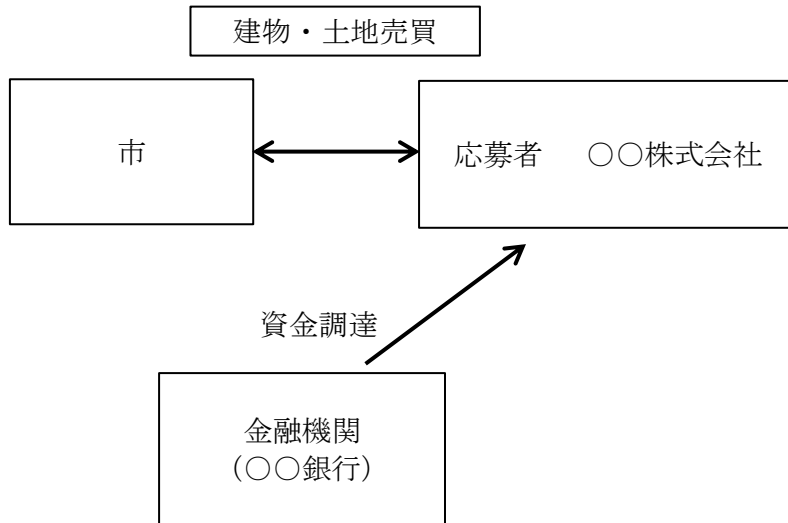 建物・土地売買
市
応募者　○○株式会社
資金調達
金融機関
（○○銀行）